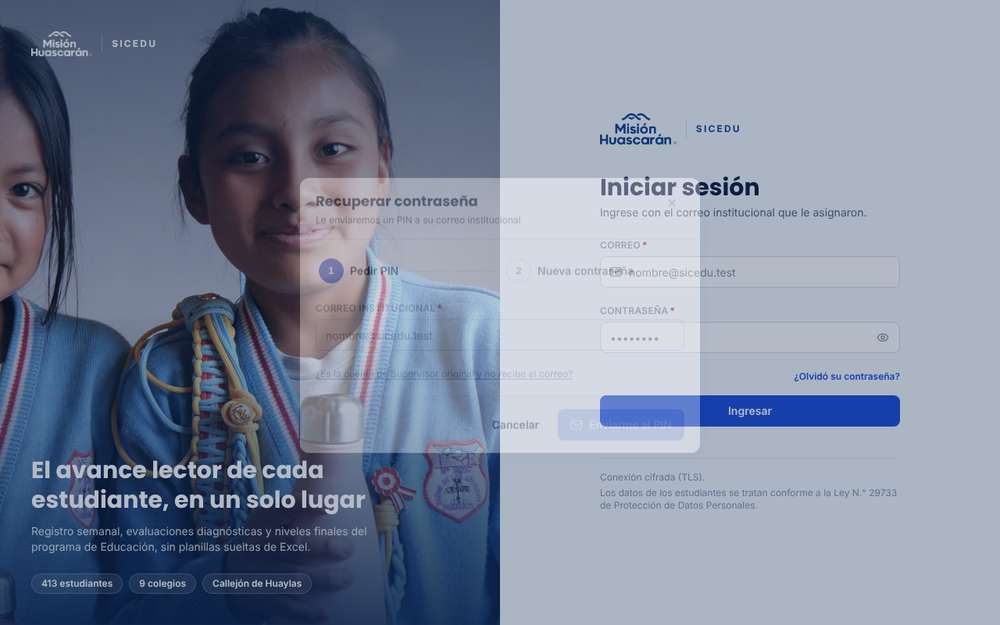 Misión
Huascarán
SICEDU
El avance lector de cada
estudiante, en un solo lugar
Registro semanal, evaluaciones diagnósticas y niveles finales del
programa de Educación, sin planillas sueltas de Excel.
413 estudiantes
9 colegios
Callejón de Huaylas
Recuperar contraseña
Le enviaremos un PIN a su correo institucional
×
1 Pedir PIN
2 Nueva contraseña
CORREO INSTITUCIONAL *
nombre@sicedu.test
¿Es la cuenta de Supervisor original y no recibe el correo?
Cancelar
Enviarme el PIN
Misión
Huascarán
SICEDU
Iniciar sesión
Ingrese con el correo institucional que le asignaron.
CORREO *
nombre@sicedu.test
CONTRASEÑA *
••••••••
¿Olvidó su contraseña?
Ingresar
Conexión cifrada (TLS).
Los datos de los estudiantes se tratan conforme a la Ley N.° 29733
de Protección de Datos Personales.